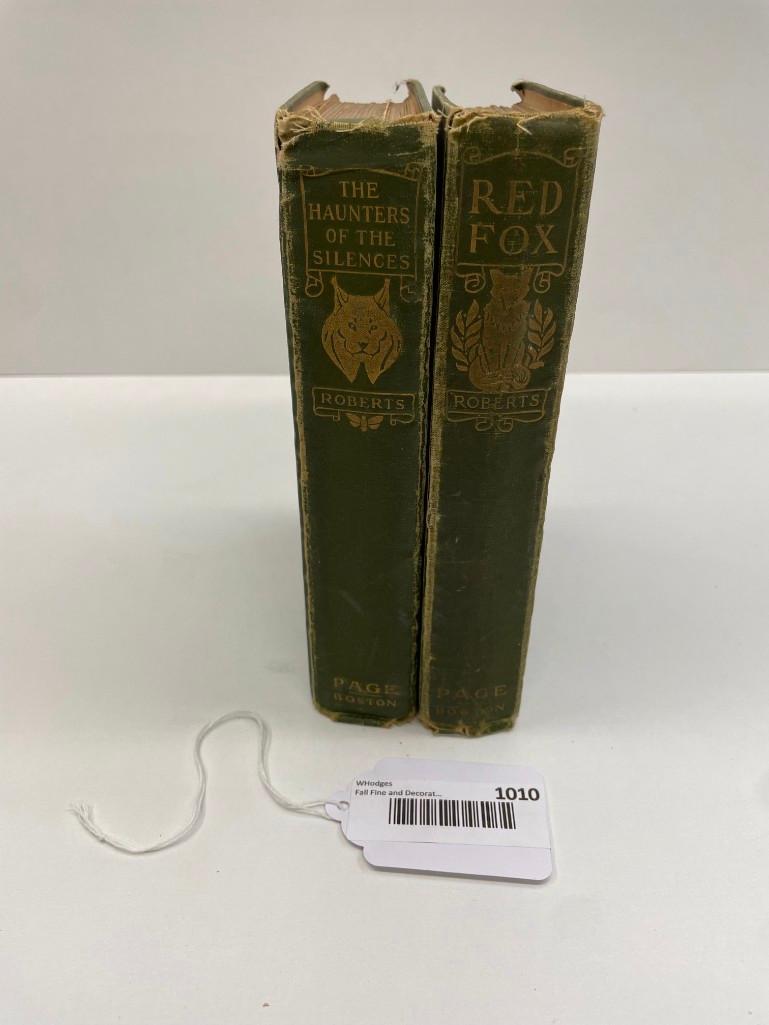 THE
HAUNTERS
OF THE
SILENCES
ROBERTS
PAGE
BOSTON
RED
FOX
ROBERTS
PAGE
BOSTON
WHodges
Fall Fine and Decorat...
1010